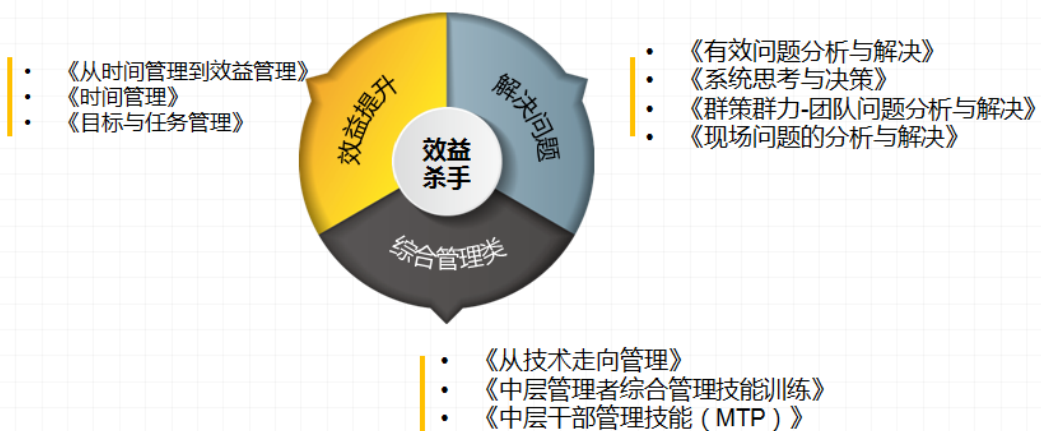 • 《从时间管理到效益管理》
• 《时间管理》
• 《目标与任务管理》
效益提升
解决问题
效益
杀手
综合管理类
• 《有效问题分析与解决》
• 《系统思考与决策》
• 《群策群力-团队问题分析与解决》
• 《现场问题的分析与解决》
• 《从技术走向管理》
• 《中层管理者综合管理技能训练》
• 《中层干部管理技能（MTP）》